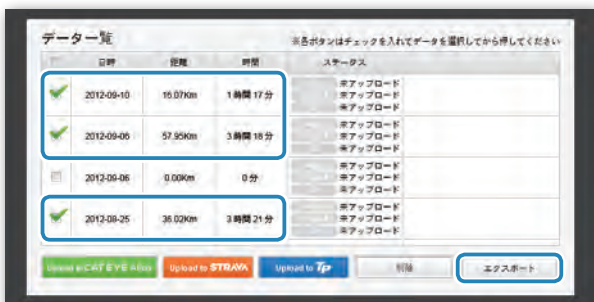 データ一覧
※各ボタンはチェックを入れてデータを選択してから押してください
日時 距離 時間 ステータス
未アップロード
2012-09-10 16.07Km 1時間17分 未アップロード
未アップロード
未アップロード
2012-09-06 57.95Km 3時間16分 未アップロード
未アップロード
未アップロード
2012-09-06 0.00Km 0分 未アップロード
未アップロード
未アップロード
2012-08-25 36.02Km 3時間21分 未アップロード
未アップロード
Upload to CAT EYE Atlas Upload to STRAVA Upload to Tp 削除 エクスポート